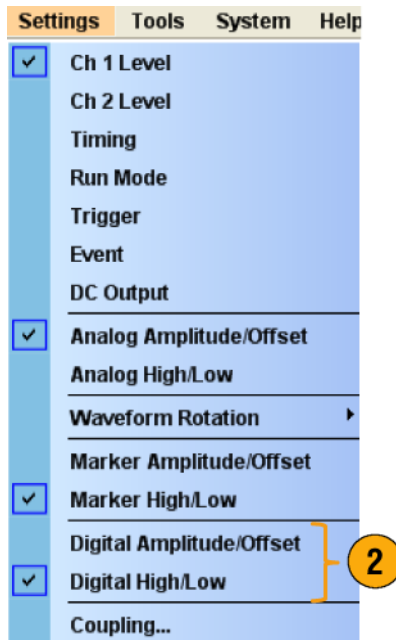 Settings Tools System Help
Ch 1 Level
Ch 2 Level
Timing
Run Mode
Trigger
Event
DC Output
Analog Amplitude/Offset
Analog High/Low
Waveform Rotation
Marker Amplitude/Offset
Marker High/Low
Digital Amplitude/Offset
2
Digital High/Low
Coupling...